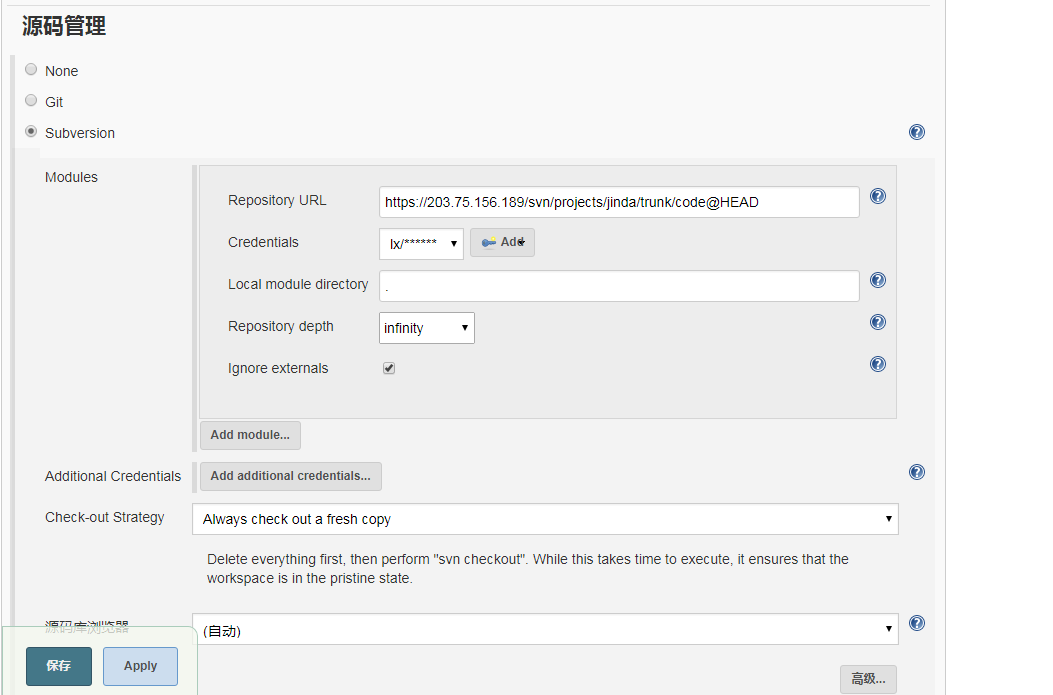 源码管理
None
Git
Subversion
Modules
Repository URL
https://203.75.156.189/svn/projects/jinda/trunk/code@HEAD
Credentials
lx/******
Add
Local module directory
.
Repository depth
infinity
Ignore externals
Add module...
Additional Credentials
Add additional credentials...
Check-out Strategy
Always check out a fresh copy
Delete everything first, then perform "svn checkout". While this takes time to execute, it ensures that the
workspace is in the pristine state.
源码库浏览器
(自动)
保存
Apply
高级...